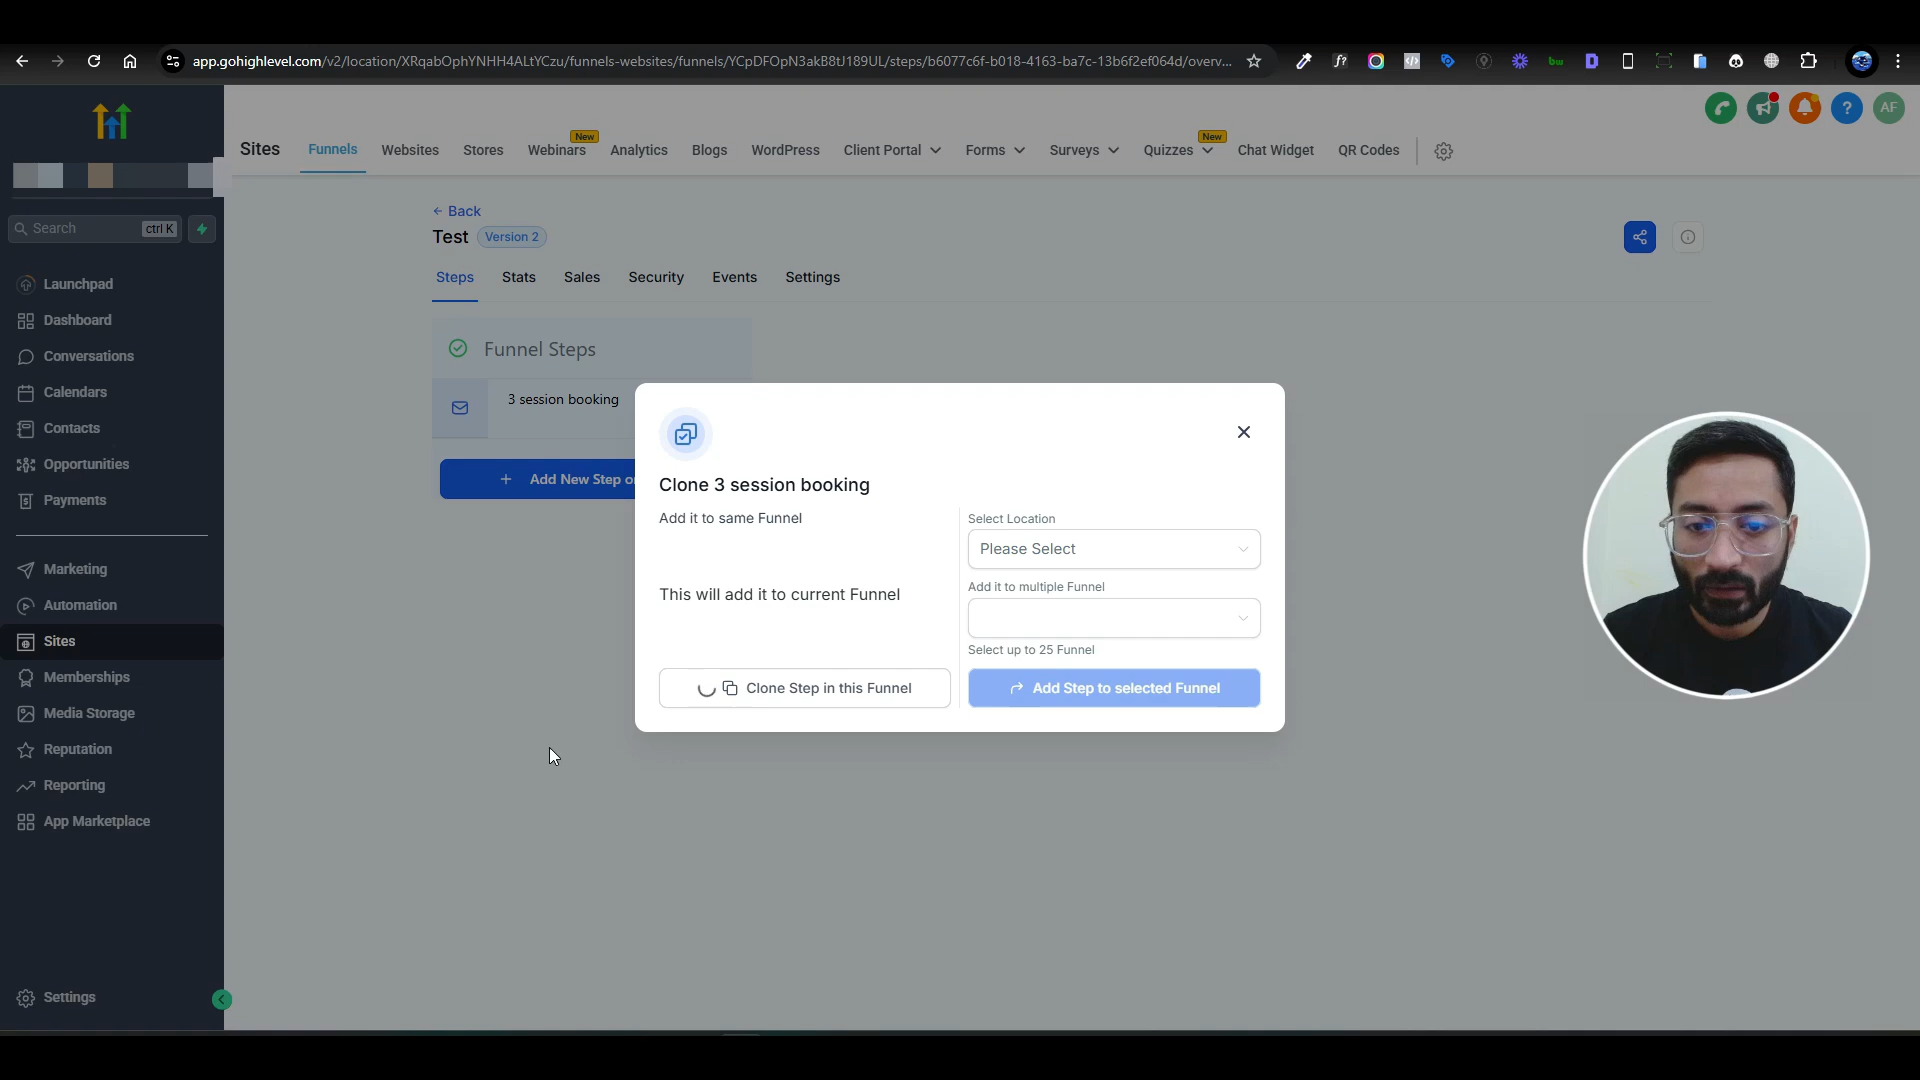 app.gohighlevel.com/v2/location/XRqabOphYNHH4ALtYCzu/funnels-websites/funnels/YCpDFOpN3akB8tJ189UL/steps/b6077c6f-b018-4163-ba7c-13b6f2ef064d/overv...
f?
bw
D
AF
?
Sites
Funnels
Websites
Stores
Webinars
New
Analytics
Blogs
WordPress
Client Portal
Forms
Surveys
Quizzes
New
Chat Widget
QR Codes
Search
ctrl K
Launchpad
Dashboard
Conversations
Calendars
Contacts
Opportunities
Payments
Marketing
Automation
Sites
Memberships
Media Storage
Reputation
Reporting
App Marketplace
Settings
Back
Test
Version 2
Steps
Stats
Sales
Security
Events
Settings
Funnel Steps
3 session booking
Add New Step o
Clone 3 session booking
Add it to same Funnel
This will add it to current Funnel
Clone Step in this Funnel
Select Location
Please Select
Add it to multiple Funnel
Select up to 25 Funnel
Add Step to selected Funnel